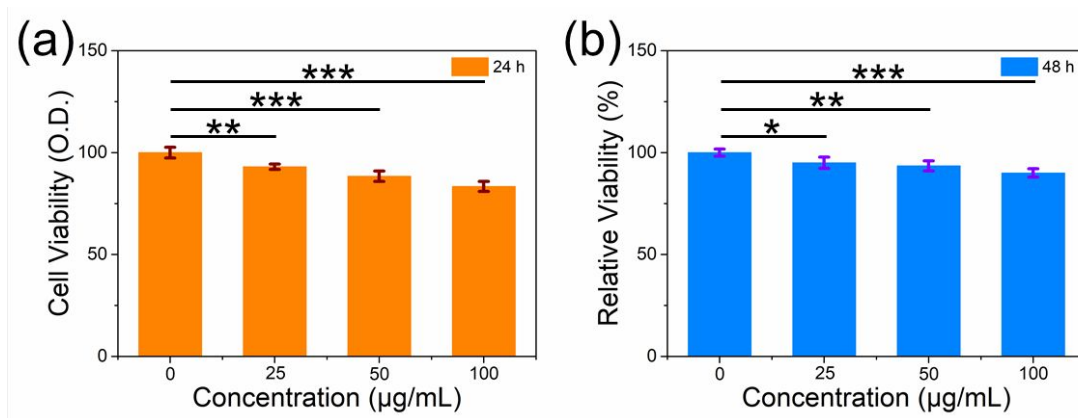 (a)
150
24 h
***
***
**
100
50
0
Cell Viability (O.D.)
0 25 50 100
Concentration (µg/mL)
(b)
150
48 h
***
**
*
100
50
0
Relative Viability (%)
0 25 50 100
Concentration (µg/mL)